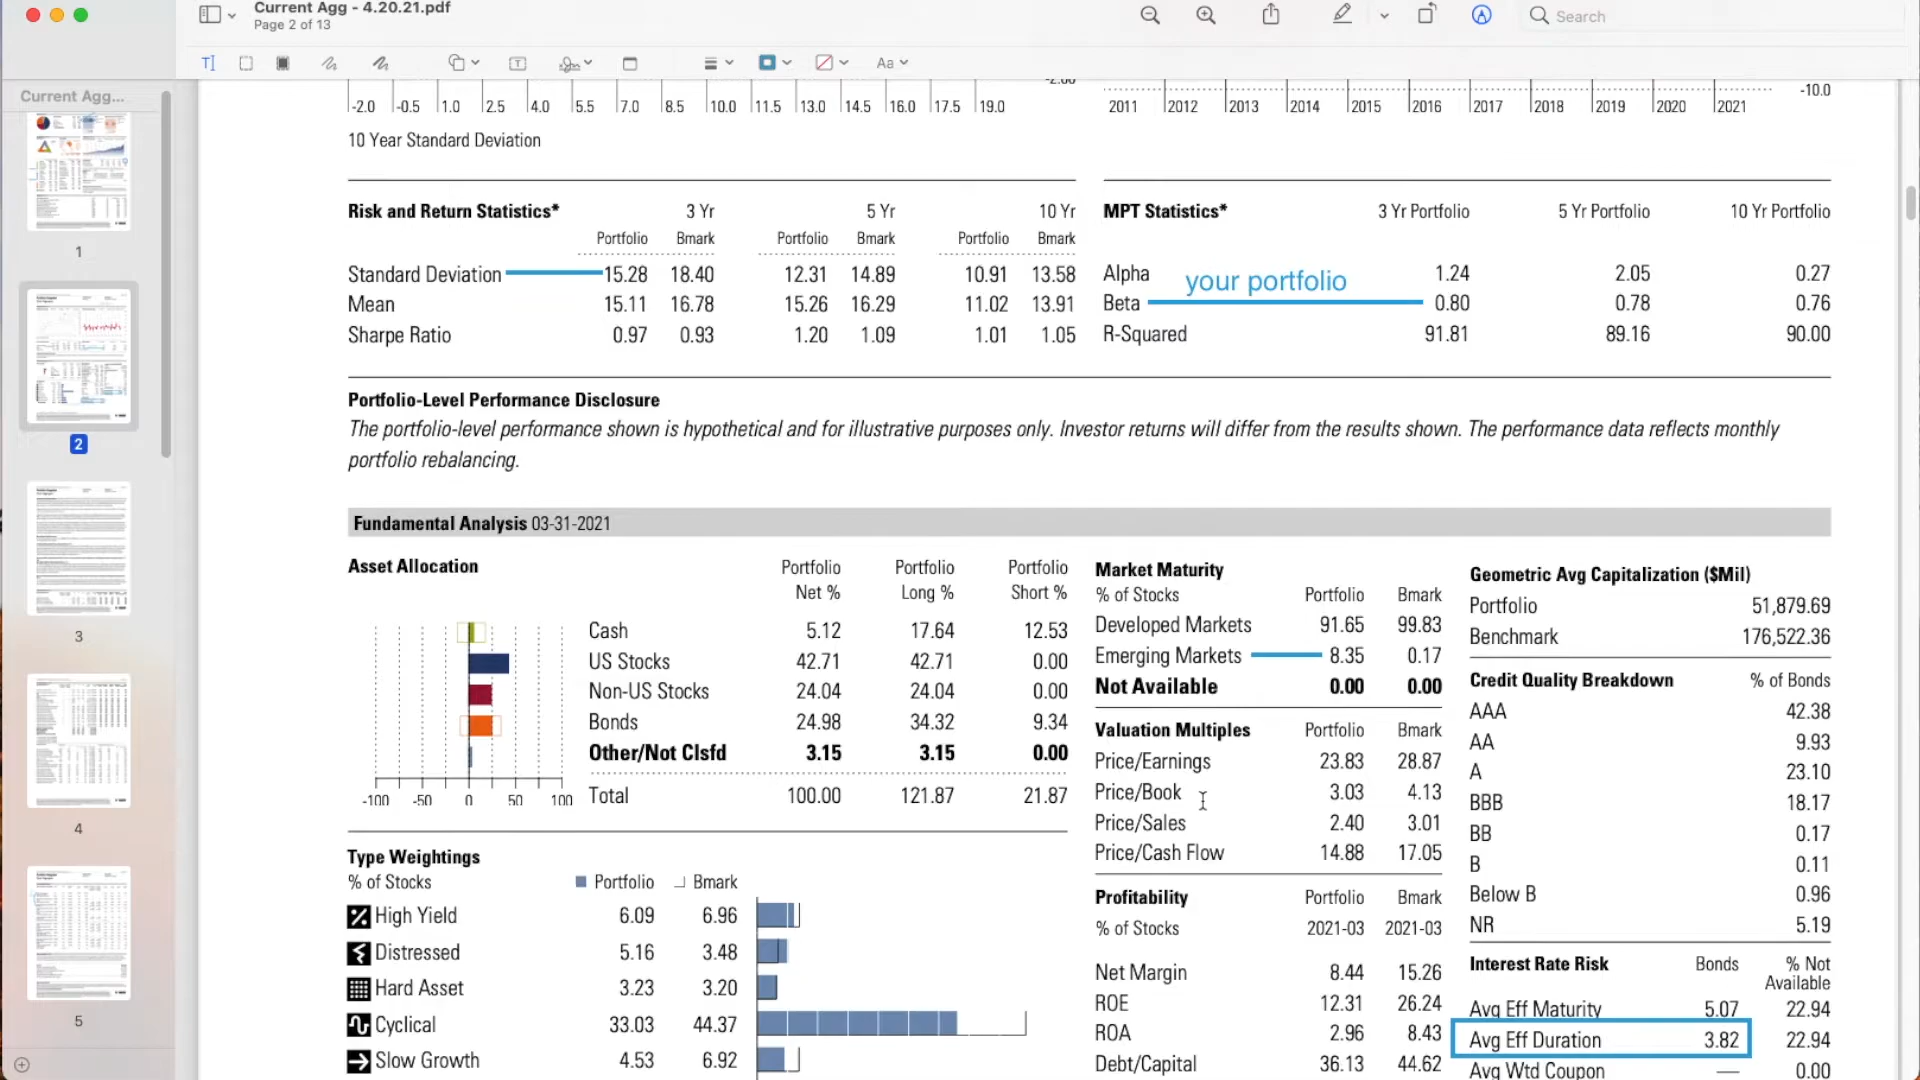 Current Agg - 4.20.21.pdf
Page 2 of 13
Search
Aa
Current Agg...
1
2
3
4
5
-2.0 -0.5 1.0 2.5 4.0 5.5 7.0 8.5 10.0 11.5 13.0 14.5 16.0 17.5 19.0
-2.00
10 Year Standard Deviation
-10.0
2011 2012 2013 2014 2015 2016 2017 2018 2019 2020 2021
Risk and Return Statistics* 3 Yr 5 Yr 10 Yr
Portfolio Bmark Portfolio Bmark Portfolio Bmark
Standard Deviation 15.28 18.40 12.31 14.89 10.91 13.58
Mean 15.11 16.78 15.26 16.29 11.02 13.91
Sharpe Ratio 0.97 0.93 1.20 1.09 1.01 1.05
MPT Statistics* 3 Yr Portfolio 5 Yr Portfolio 10 Yr Portfolio
Alpha 1.24 2.05 0.27
your portfolio
Beta 0.80 0.78 0.76
R-Squared 91.81 89.16 90.00
Portfolio-Level Performance Disclosure
The portfolio-level performance shown is hypothetical and for illustrative purposes only. Investor returns will differ from the results shown. The performance data reflects monthly
portfolio rebalancing.
Fundamental Analysis 03-31-2021
Asset Allocation Portfolio Portfolio Portfolio
Net % Long % Short %
Cash 5.12 17.64 12.53
US Stocks 42.71 42.71 0.00
Non-US Stocks 24.04 24.04 0.00
Bonds 24.98 34.32 9.34
Other/Not Clsfd 3.15 3.15 0.00
Total 100.00 121.87 21.87
-100 -50 0 50 100
Type Weightings
% of Stocks Portfolio Bmark
High Yield 6.09 6.96
Distressed 5.16 3.48
Hard Asset 3.23 3.20
Cyclical 33.03 44.37
Slow Growth 4.53 6.92
Market Maturity
% of Stocks Portfolio Bmark
Developed Markets 91.65 99.83
Emerging Markets 8.35 0.17
Not Available 0.00 0.00
Valuation Multiples Portfolio Bmark
Price/Earnings 23.83 28.87
Price/Book 3.03 4.13
Price/Sales 2.40 3.01
Price/Cash Flow 14.88 17.05
Profitability Portfolio Bmark
% of Stocks 2021-03 2021-03
Net Margin 8.44 15.26
ROE 12.31 26.24
ROA 2.96 8.43
Debt/Capital 36.13 44.62
Geometric Avg Capitalization ($Mil)
Portfolio 51,879.69
Benchmark 176,522.36
Credit Quality Breakdown % of Bonds
AAA 42.38
AA 9.93
A 23.10
BBB 18.17
BB 0.17
B 0.11
Below B 0.96
NR 5.19
Interest Rate Risk Bonds % Not
Available
Avg Eff Maturity 5.07 22.94
Avg Eff Duration 3.82 22.94
Avg Wtd Coupon — 0.00